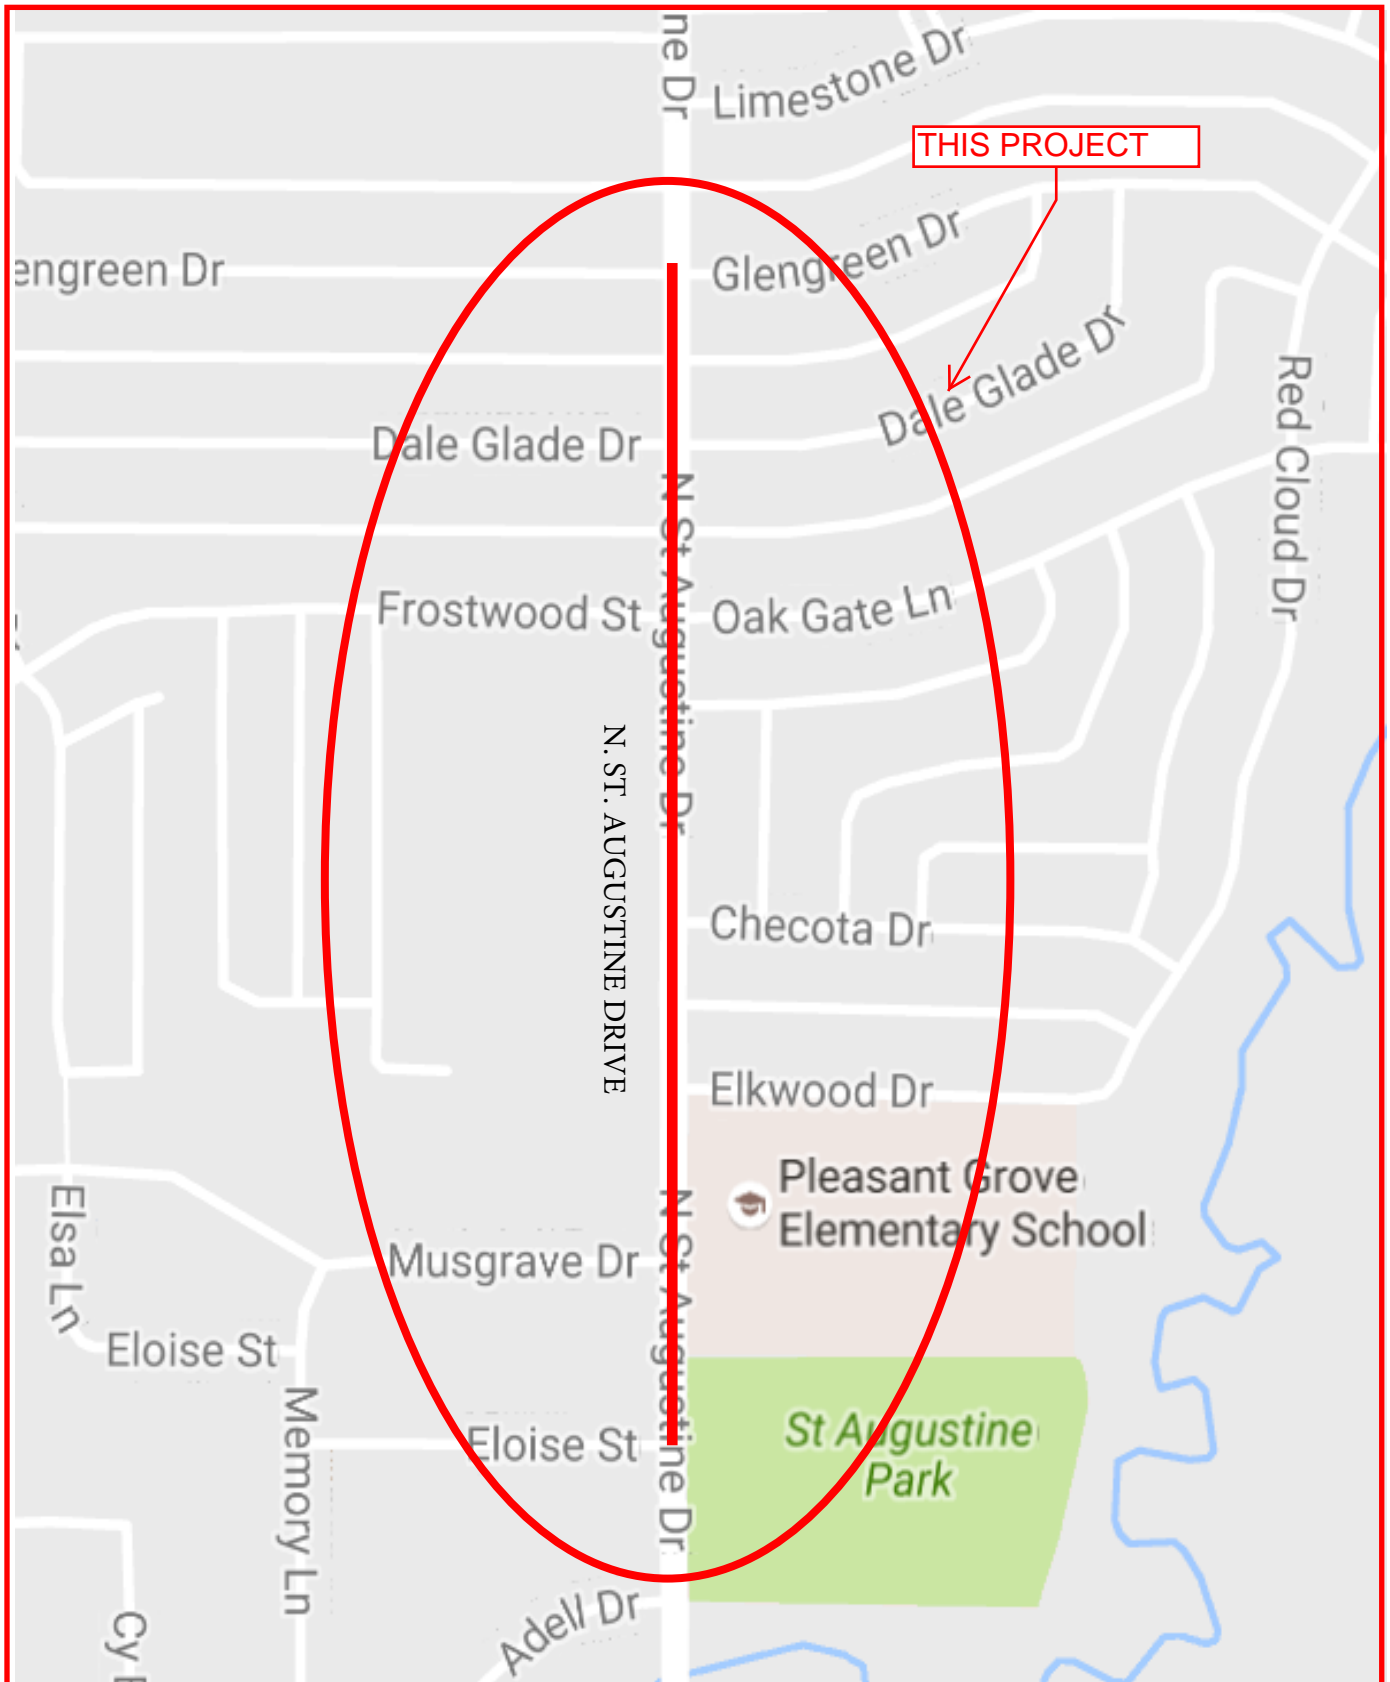 ne Dr
Limestone Dr
THIS PROJECT
engreen Dr
Glengreen Dr
Dale Glade Dr
Dale Glade Dr
Red Cloud Dr
N St Augustine Dr
Frostwood St
Oak Gate Ln
N. ST. AUGUSTINE DRIVE
Checota Dr
Elkwood Dr
Pleasant Grove
Elementary School
N St Augustine Dr
Elsa Ln
Musgrave Dr
Eloise St
Memory Ln
Eloise St
St Augustine
Park
Adell Dr
Cy